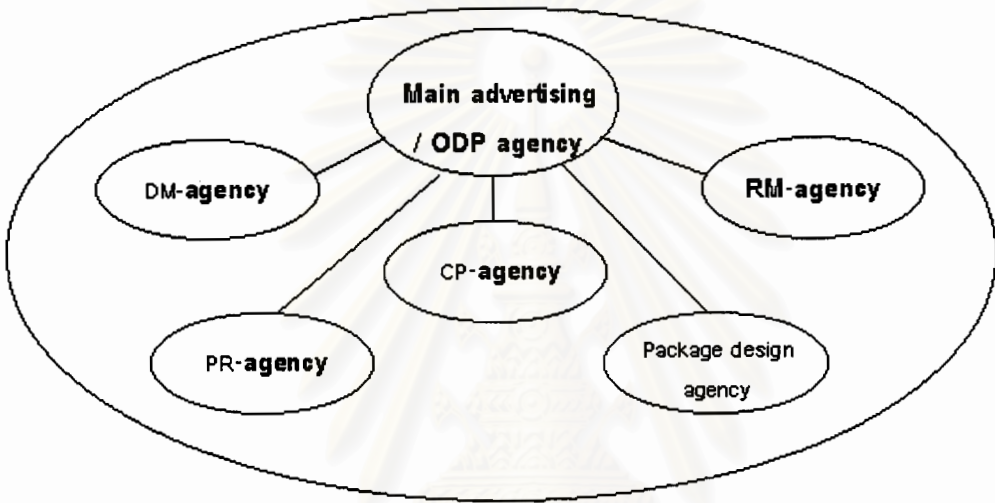 Main advertising
/ ODP agency
DM-agency
RM-agency
CP-agency
PR-agency
Package design
agency